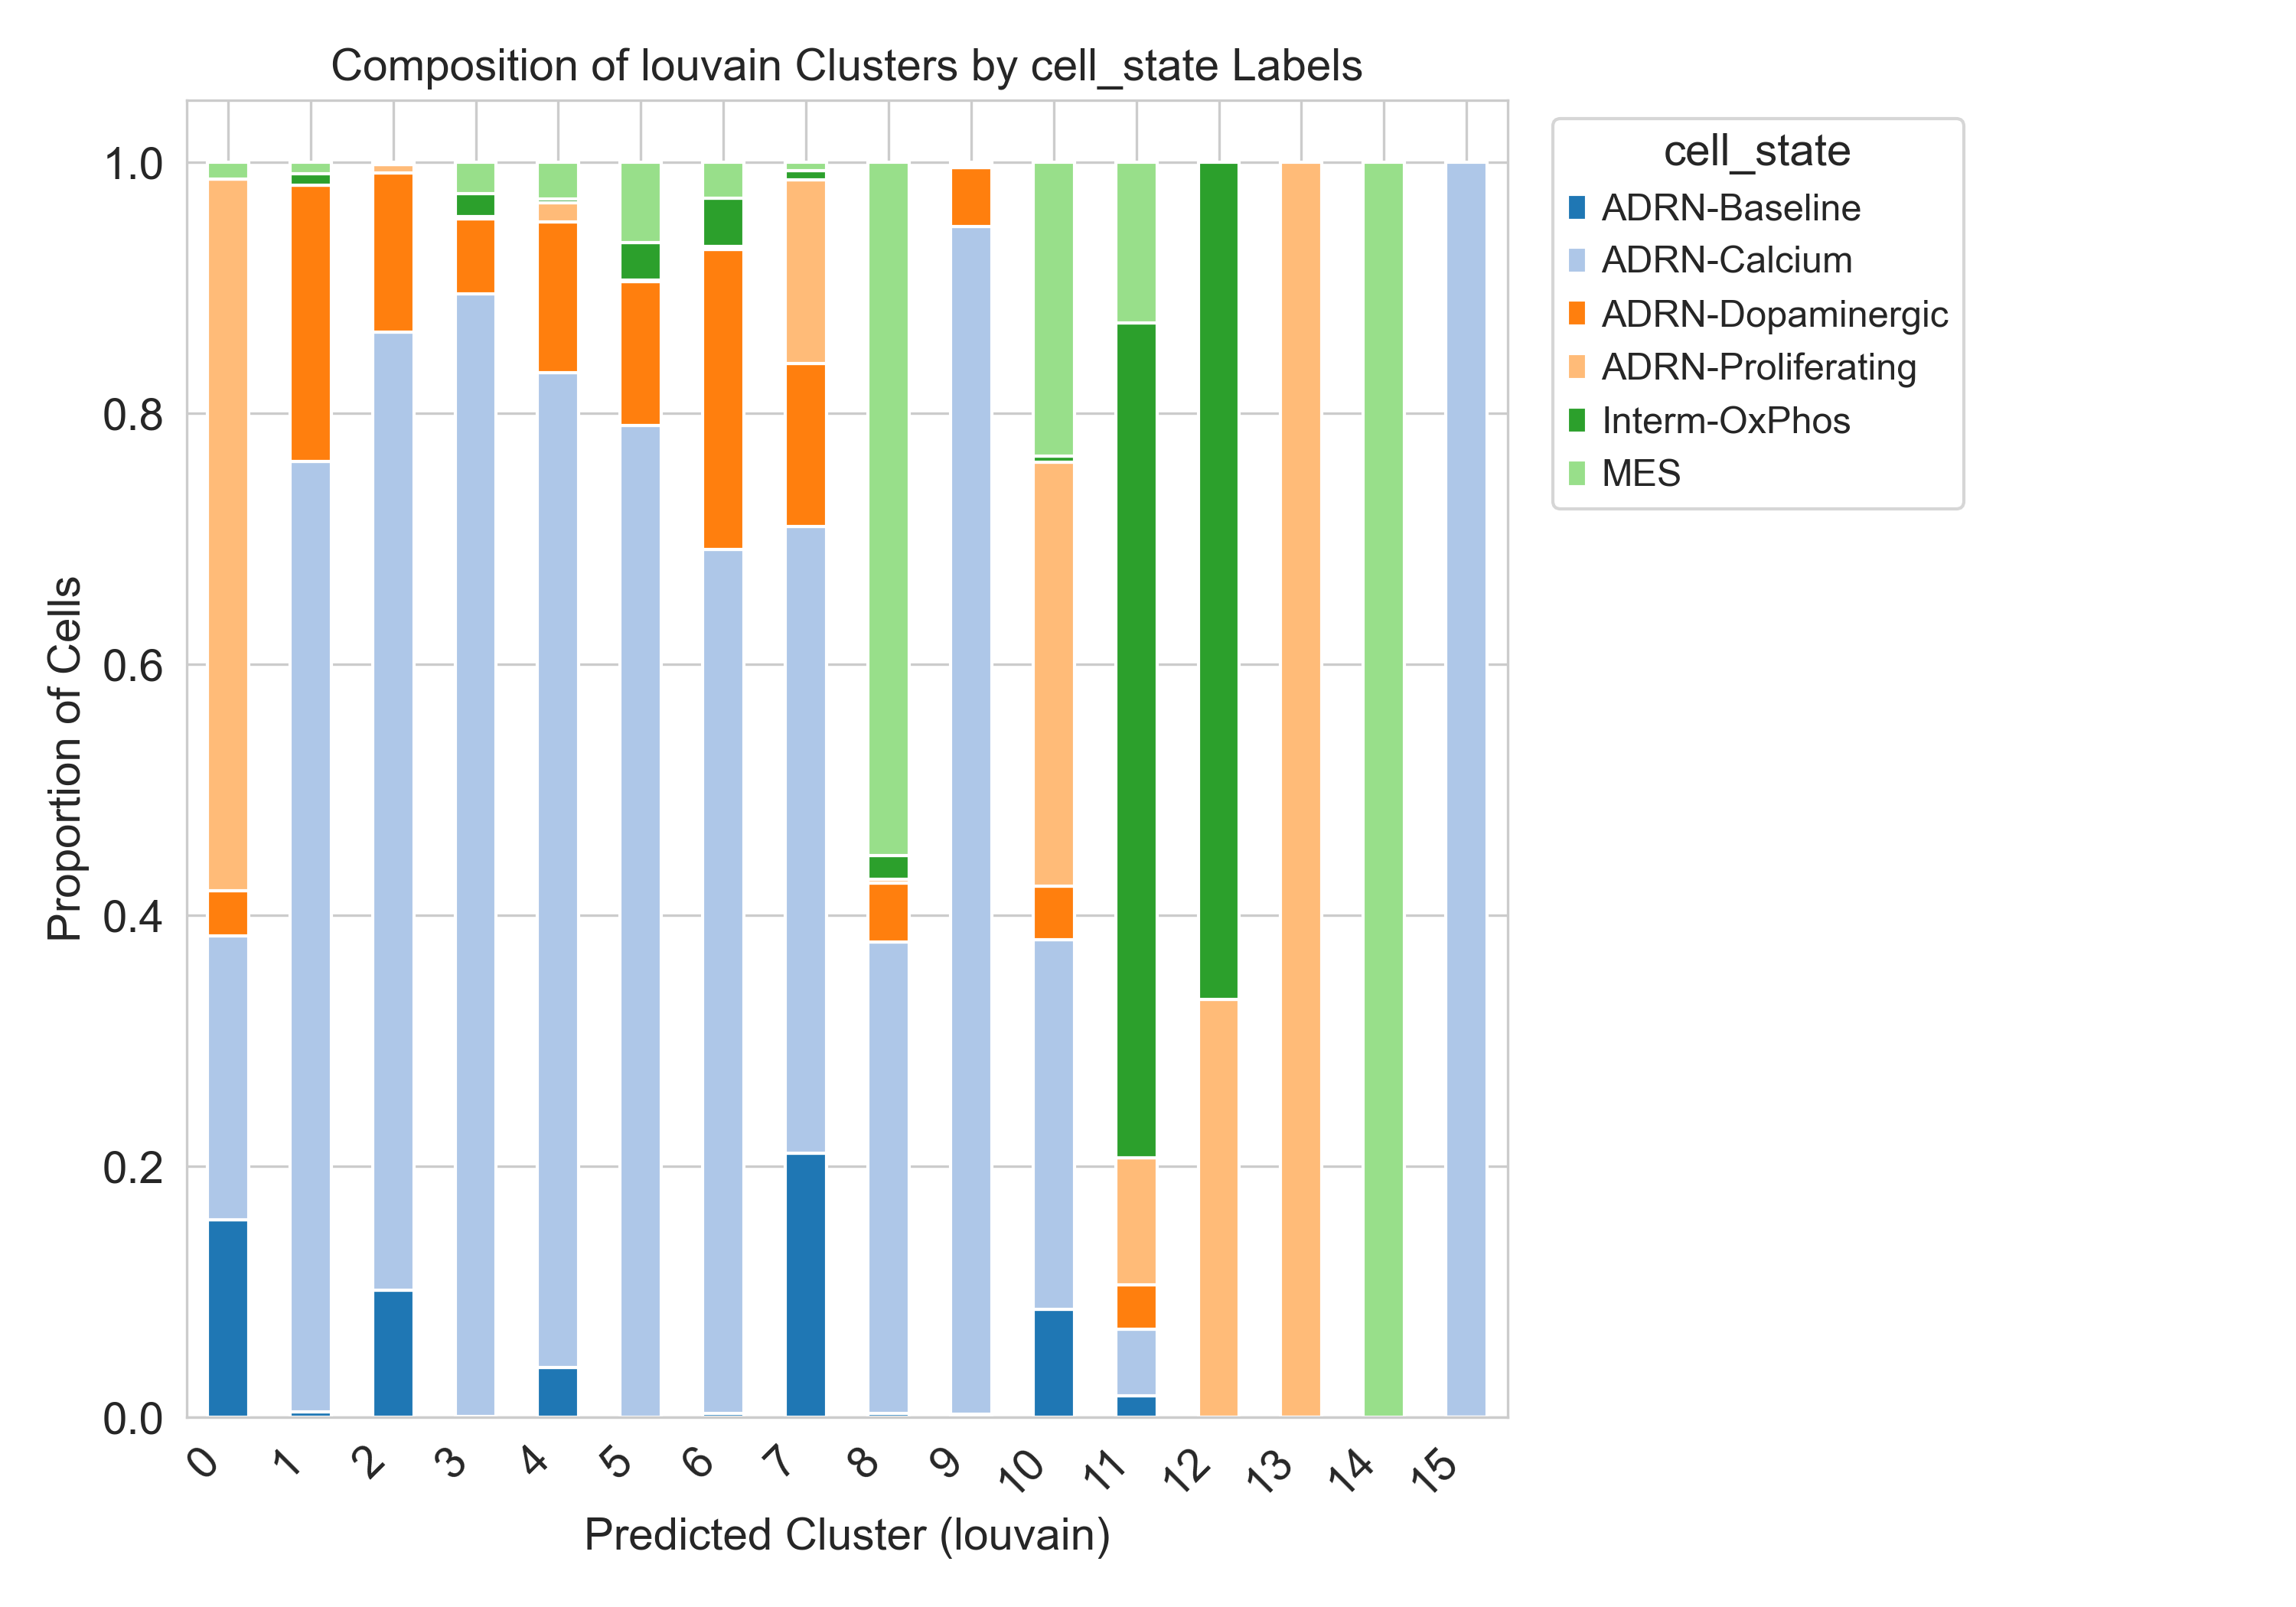 Composition of louvain Clusters by cell_state Labels
1.0
0.8
0.6
0.4
0.2
0.0
Proportion of Cells
0 1 2 3 4 5 6 7 8 9 10 11 12 13 14 15
Predicted Cluster (louvain)
cell_state
ADRN-Baseline
ADRN-Calcium
ADRN-Dopaminergic
ADRN-Proliferating
Interm-OxPhos
MES